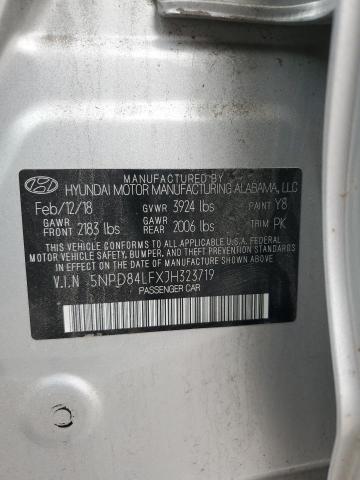 MANUFACTURED BY
HYUNDAI MOTOR MANUFACTURING ALABAMA, LLC
Feb/12/18 GVWR 3924 lbs PAINT Y8
GAWR FRONT 2183 lbs GAWR REAR 2006 lbs TRIM PK
THIS VEHICLE CONFORMS TO ALL APPLICABLE U.S.A. FEDERAL
MOTOR VEHICLE SAFETY, BUMPER, AND THEFT PREVENTION STANDARDS
IN EFFECT ON THE DATE OF MANUFACTURE SHOWN ABOVE.
V.I.N 5NPD84LFXJH323719
PASSENGER CAR